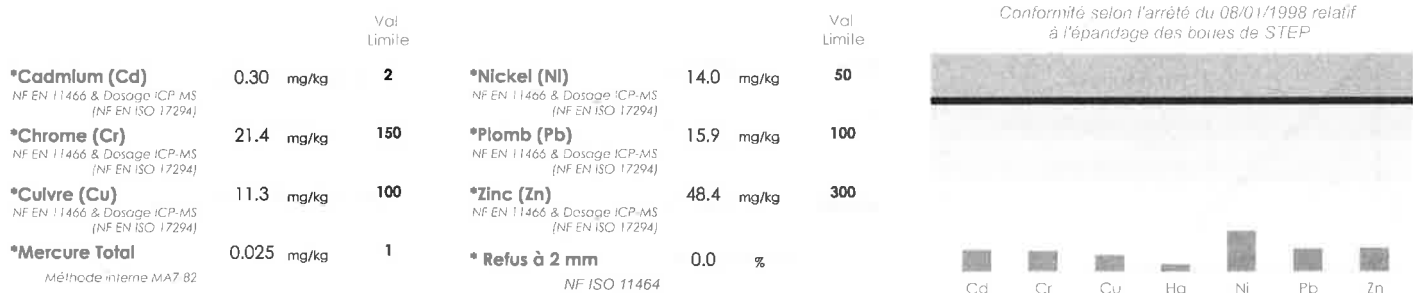 Val
Limite
*Cadmium (Cd) 0.30 mg/kg 2
NF EN 11466 & Dosage ICP-MS
(NF EN ISO 17294)
*Chrome (Cr) 21.4 mg/kg 150
NF EN 11466 & Dosage ICP-MS
(NF EN ISO 17294)
*Cuivre (Cu) 11.3 mg/kg 100
NF EN 11466 & Dosage ICP-MS
(NF EN ISO 17294)
*Mercure Total 0.025 mg/kg 1
Méthode interne MA7 82
Val
Limite
*Nickel (Ni) 14.0 mg/kg 50
NF EN 11466 & Dosage ICP-MS
(NF EN ISO 17294)
*Plomb (Pb) 15.9 mg/kg 100
NF EN 11466 & Dosage ICP-MS
(NF EN ISO 17294)
*Zinc (Zn) 48.4 mg/kg 300
NF EN 11466 & Dosage ICP-MS
(NF EN ISO 17294)
* Refus à 2 mm 0.0 %
NF ISO 11464
Conformité selon l'arrêté du 08/01/1998 relatif
à l'épandage des boues de STEP
Cd Cr Cu Hg Ni Pb Zn